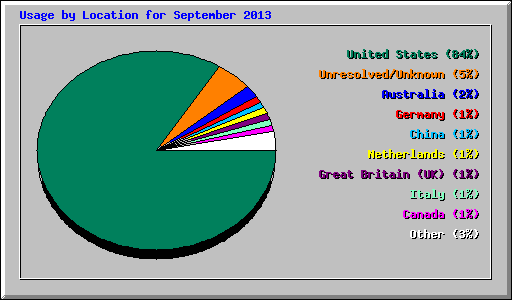 Usage by Location for September 2013
United States (84%)
Unresolved/Unknown (5%)
Australia (2%)
Germany (1%)
China (1%)
Netherlands (1%)
Great Britain (UK) (1%)
Italy (1%)
Canada (1%)
Other (3%)